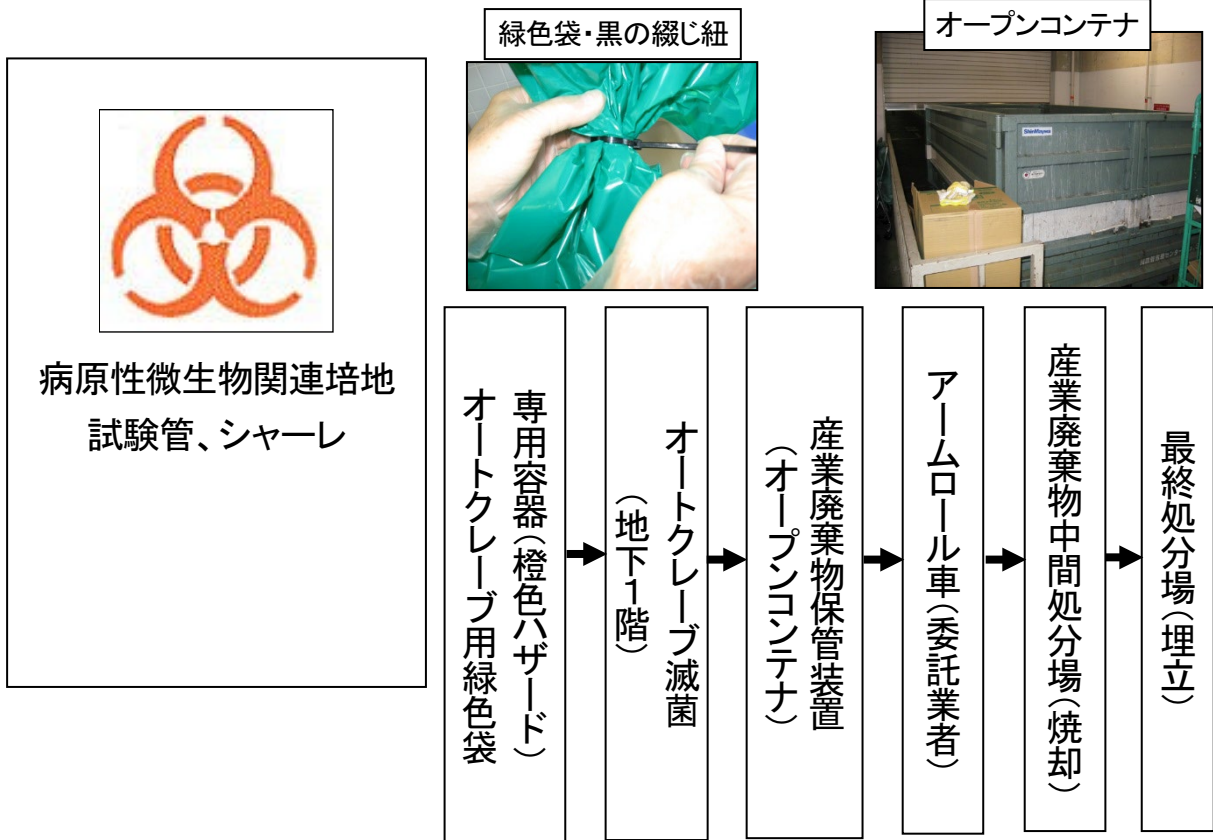 緑色袋・黒の綴じ紐
オープンコンテナ
病原性微生物関連培地
試験管、シャーレ
専用容器（橙色ハザード）
オートクレーブ用緑色袋
オートクレーブ滅菌
（地下１階）
産業廃棄物保管装置
（オープンコンテナ）
アームロール車（委託業者）
産業廃棄物中間処分場（焼却）
最終処分場（埋立）
ShinMaywa